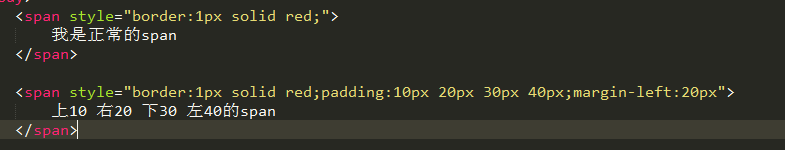 <span style="border:1px solid red;">
我是正常的span
</span>
<span style="border:1px solid red;padding:10px 20px 30px 40px;margin-left:20px">
上10 右20 下30 左40的span
</span>